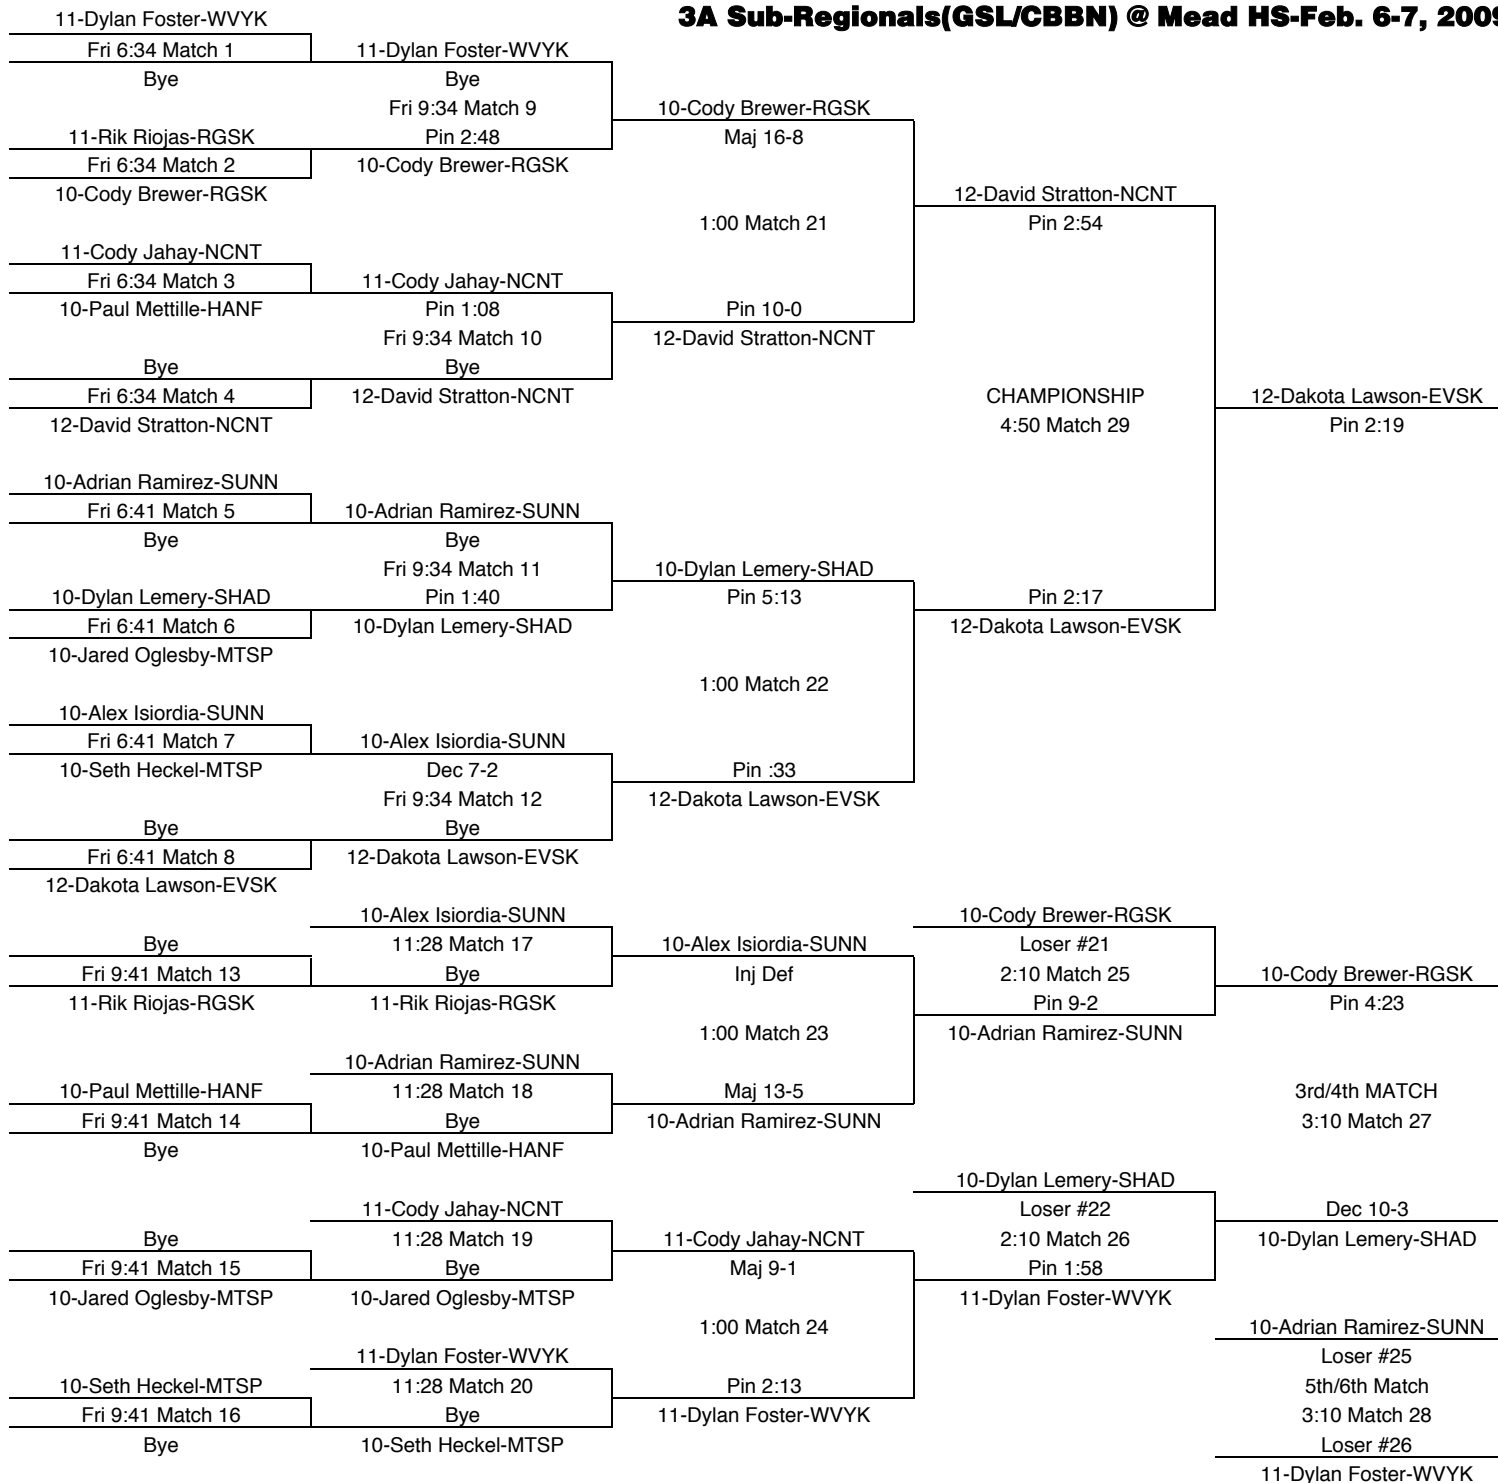 3A Sub-Regionals(GSL/CBBN) @ Mead HS-Feb. 6-7, 2009
11-Dylan Foster-WVYK
Fri 6:34 Match 1
Bye
11-Rik Riojas-RGSK
Fri 6:34 Match 2
10-Cody Brewer-RGSK
11-Cody Jahay-NCNT
Fri 6:34 Match 3
10-Paul Mettille-HANF
Bye
Fri 6:34 Match 4
12-David Stratton-NCNT
10-Adrian Ramirez-SUNN
Fri 6:41 Match 5
Bye
10-Dylan Lemery-SHAD
Fri 6:41 Match 6
10-Jared Oglesby-MTSP
10-Alex Isiordia-SUNN
Fri 6:41 Match 7
10-Seth Heckel-MTSP
Bye
Fri 6:41 Match 8
12-Dakota Lawson-EVSK
11-Dylan Foster-WVYK
Bye
Fri 9:34 Match 9
Pin 2:48
10-Cody Brewer-RGSK
11-Cody Jahay-NCNT
Pin 1:08
Fri 9:34 Match 10
Bye
12-David Stratton-NCNT
10-Adrian Ramirez-SUNN
Bye
Fri 9:34 Match 11
Pin 1:40
10-Dylan Lemery-SHAD
10-Alex Isiordia-SUNN
Dec 7-2
Fri 9:34 Match 12
Bye
12-Dakota Lawson-EVSK
10-Cody Brewer-RGSK
Maj 16-8
1:00 Match 21
Pin 10-0
12-David Stratton-NCNT
10-Dylan Lemery-SHAD
Pin 5:13
1:00 Match 22
Pin :33
12-Dakota Lawson-EVSK
12-David Stratton-NCNT
Pin 2:54
CHAMPIONSHIP
4:50 Match 29
Pin 2:17
12-Dakota Lawson-EVSK
12-Dakota Lawson-EVSK
Pin 2:19
Bye
Fri 9:41 Match 13
11-Rik Riojas-RGSK
10-Paul Mettille-HANF
Fri 9:41 Match 14
Bye
Bye
Fri 9:41 Match 15
10-Jared Oglesby-MTSP
10-Seth Heckel-MTSP
Fri 9:41 Match 16
Bye
10-Alex Isiordia-SUNN
11:28 Match 17
Bye
11-Rik Riojas-RGSK
10-Adrian Ramirez-SUNN
11:28 Match 18
Bye
10-Paul Mettille-HANF
11-Cody Jahay-NCNT
11:28 Match 19
Bye
10-Jared Oglesby-MTSP
11-Dylan Foster-WVYK
11:28 Match 20
Bye
10-Seth Heckel-MTSP
10-Alex Isiordia-SUNN
Inj Def
1:00 Match 23
Maj 13-5
10-Adrian Ramirez-SUNN
11-Cody Jahay-NCNT
Maj 9-1
1:00 Match 24
Pin 2:13
11-Dylan Foster-WVYK
10-Cody Brewer-RGSK
Loser #21
2:10 Match 25
Pin 9-2
10-Adrian Ramirez-SUNN
10-Dylan Lemery-SHAD
Loser #22
2:10 Match 26
Pin 1:58
11-Dylan Foster-WVYK
10-Cody Brewer-RGSK
Pin 4:23
3rd/4th MATCH
3:10 Match 27
Dec 10-3
10-Dylan Lemery-SHAD
10-Adrian Ramirez-SUNN
Loser #25
5th/6th Match
3:10 Match 28
Loser #26
11-Dylan Foster-WVYK